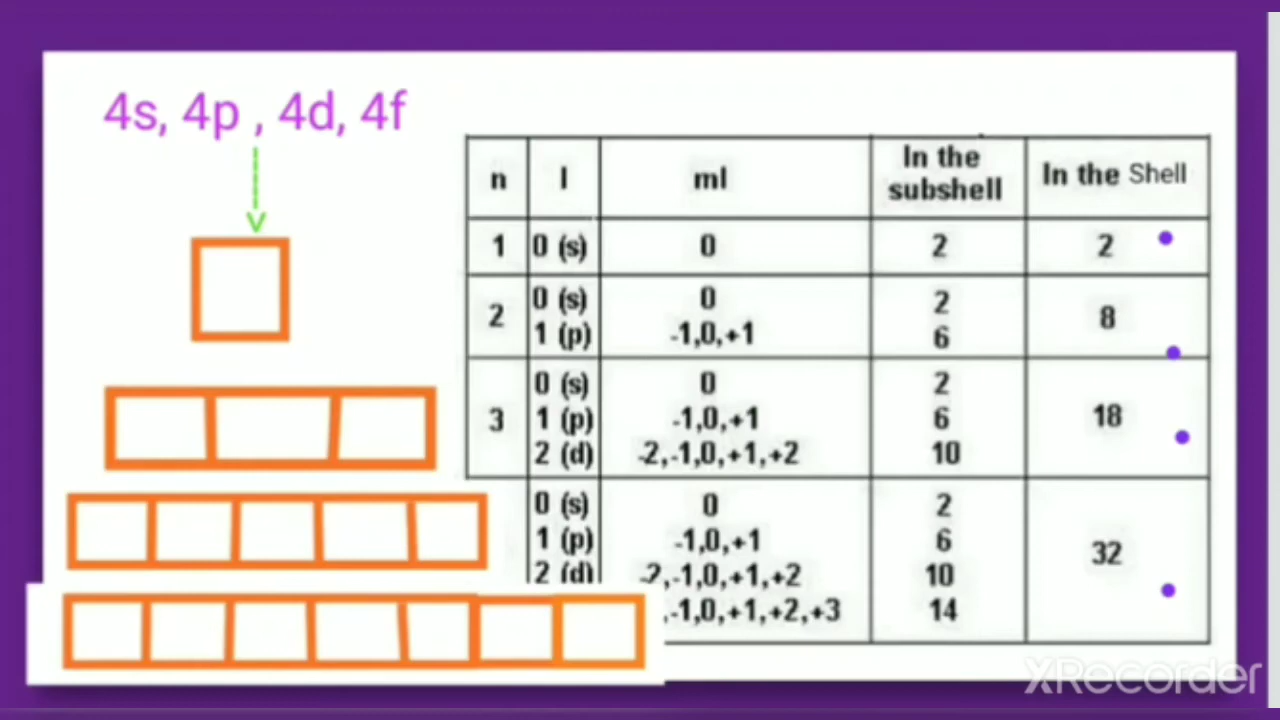 4s, 4p , 4d, 4f
n l ml In the subshell In the Shell
1 0 (s) 0 2 2
2 0 (s) 0 2 8
1 (p) -1,0,+1 6
3 0 (s) 0 2 18
1 (p) -1,0,+1 6
2 (d) -2,-1,0,+1,+2 10
0 (s) 0 2 32
1 (p) -1,0,+1 6
2 (d) -2,-1,0,+1,+2 10
,-1,0,+1,+2,+3 14
XRecorder